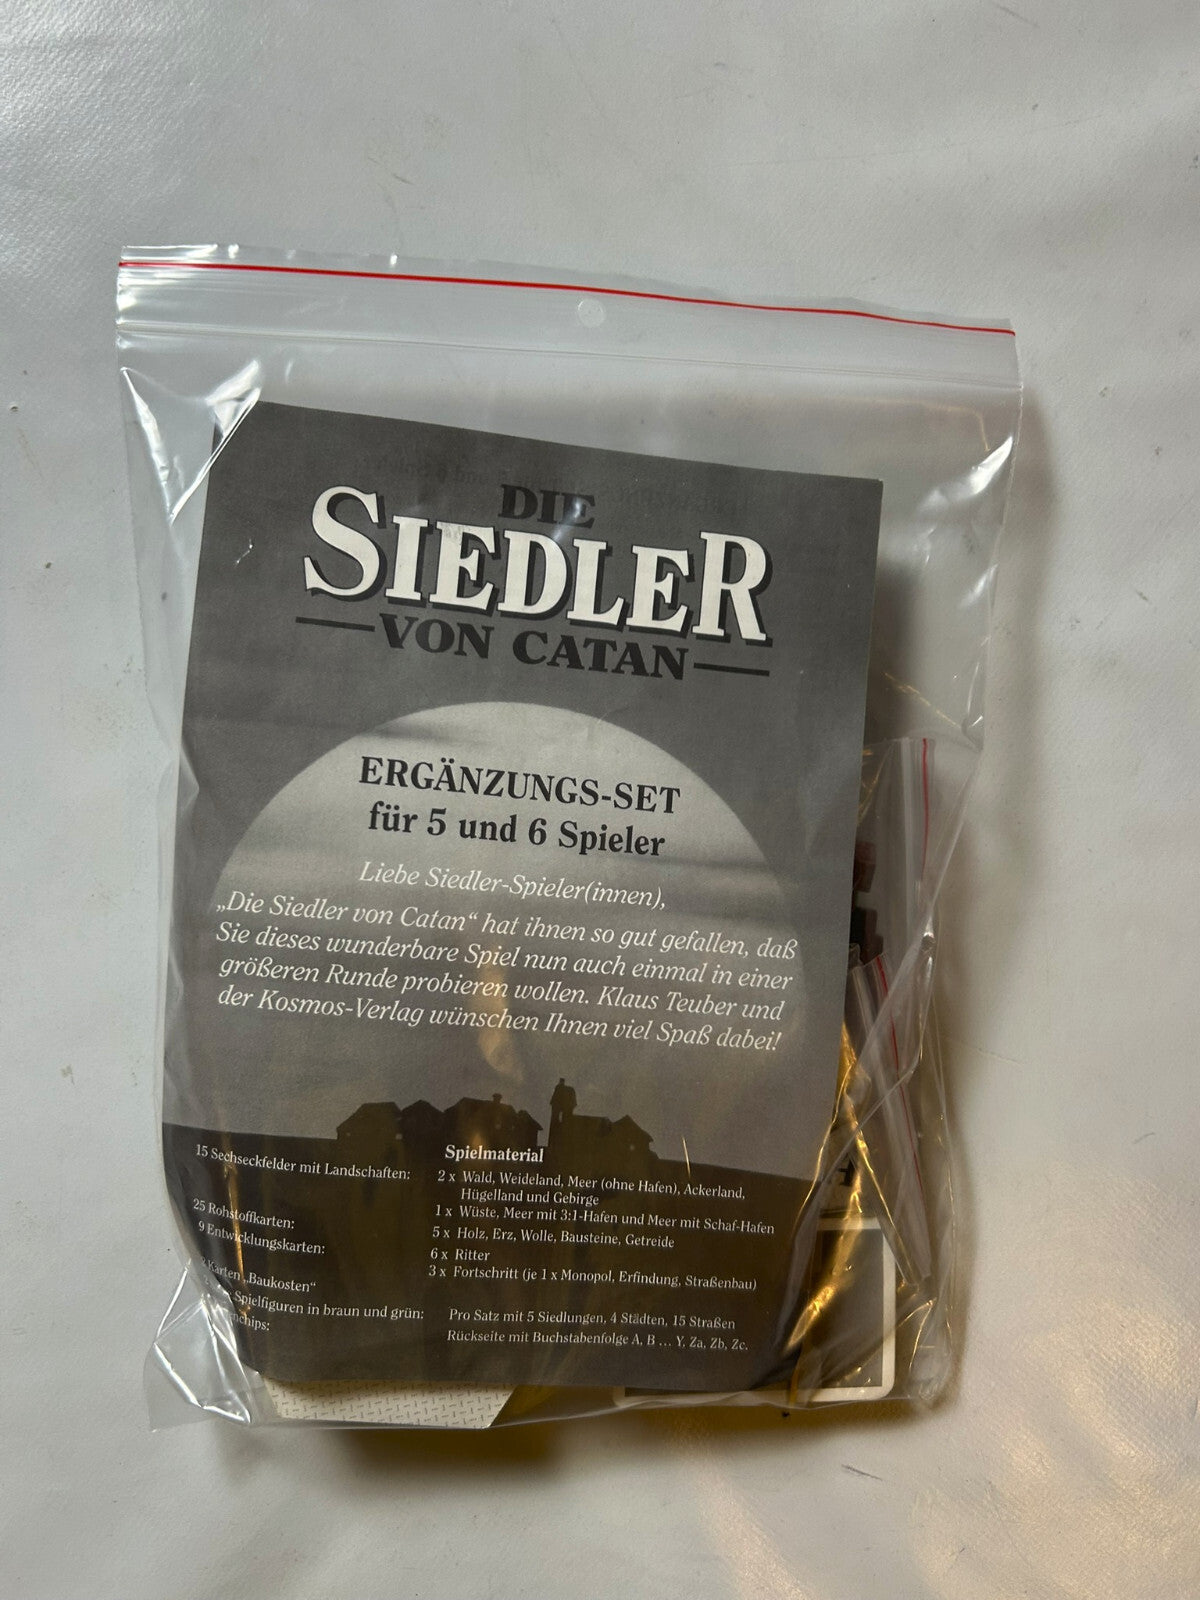 DIE
SIEDLER
VON CATAN
ERGÄNZUNGS-SET
für 5 und 6 Spieler
Liebe Siedler-Spieler(innen),
„Die Siedler von Catan“ hat ihnen so gut gefallen, daß
Sie dieses wunderbare Spiel nun auch einmal in einer
größeren Runde probieren wollen. Klaus Teuber und
der Kosmos-Verlag wünschen Ihnen viel Spaß dabei!
Spielmaterial
15 Sechseckfelder mit Landschaften: 2 x Wald, Weideland, Meer (ohne Hafen), Ackerland,
Hügelland und Gebirge
1 x Wüste, Meer mit 3:1-Hafen und Meer mit Schaf-Hafen
25 Rohstoffkarten: 5 x Holz, Erz, Wolle, Bausteine, Getreide
9 Entwicklungskarten: 6 x Ritter
3 x Fortschritt (je 1 x Monopol, Erfindung, Straßenbau)
Karten „Baukosten“
Spielfiguren in braun und grün: Pro Satz mit 5 Siedlungen, 4 Städten, 15 Straßen
Rückseite mit Buchstabenfolge A, B ... Y, Za, Zb, Zc.